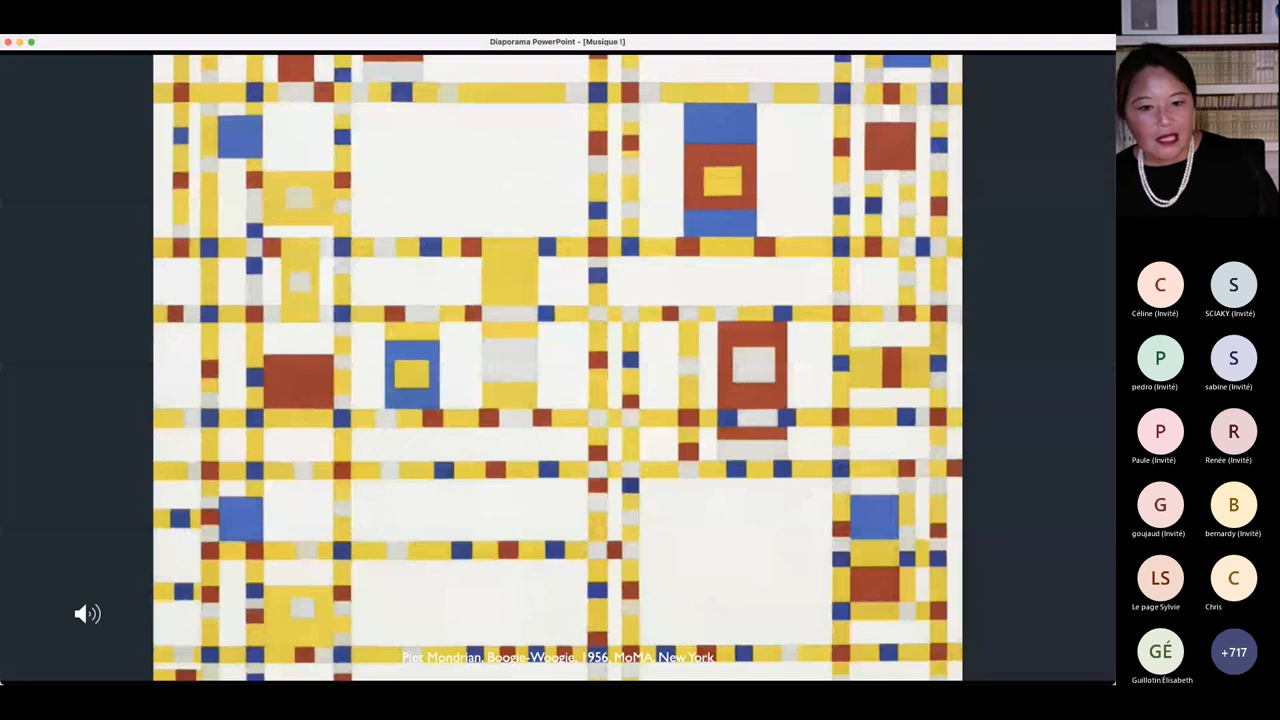 Diaporama PowerPoint - [Musique !]
Piet Mondrian, Boogie-Woogie, 1956, MoMA, New York
C
Céline (Invité)
S
SCIAKY (Invité)
P
pedro (Invité)
S
sabine (Invité)
P
Paule (Invité)
R
Renée (Invité)
G
goujaud (Invité)
B
bernardy (Invité)
LS
Le page Sylvie
C
Chris
GÉ
Guillotin Élisabeth
+717